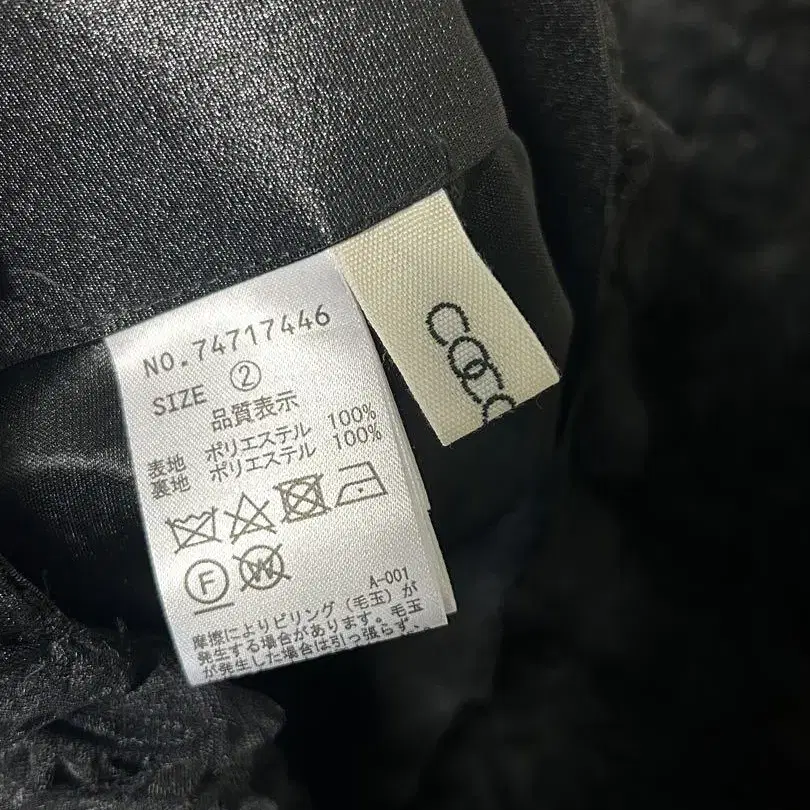 NO.74717446
SIZE ②
品質表示
表地 ポリエステル 100%
裏地 ポリエステル 100%
F W
A-001
摩擦によりピリング(毛玉)が
発生する場合があります。毛玉
が発生した場合は引っ張らず、
COC